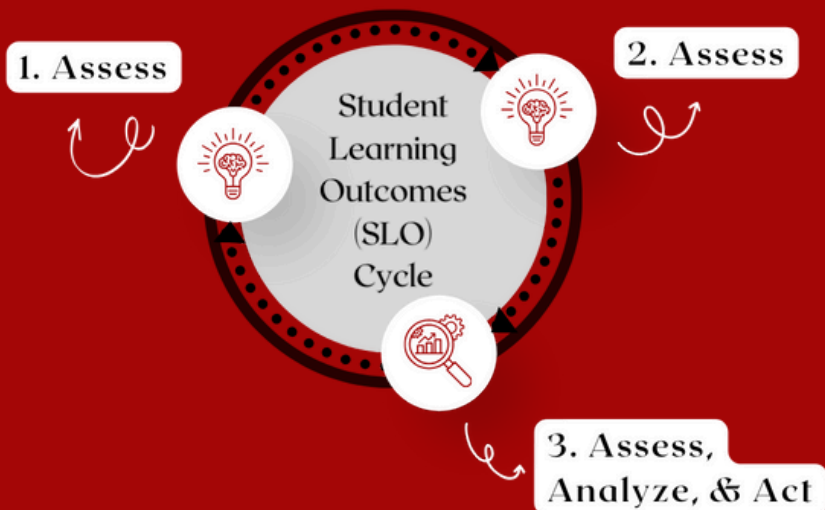 1. Assess
2. Assess
Student
Learning
Outcomes
(SLO)
Cycle
3. Assess,
Analyze, & Act